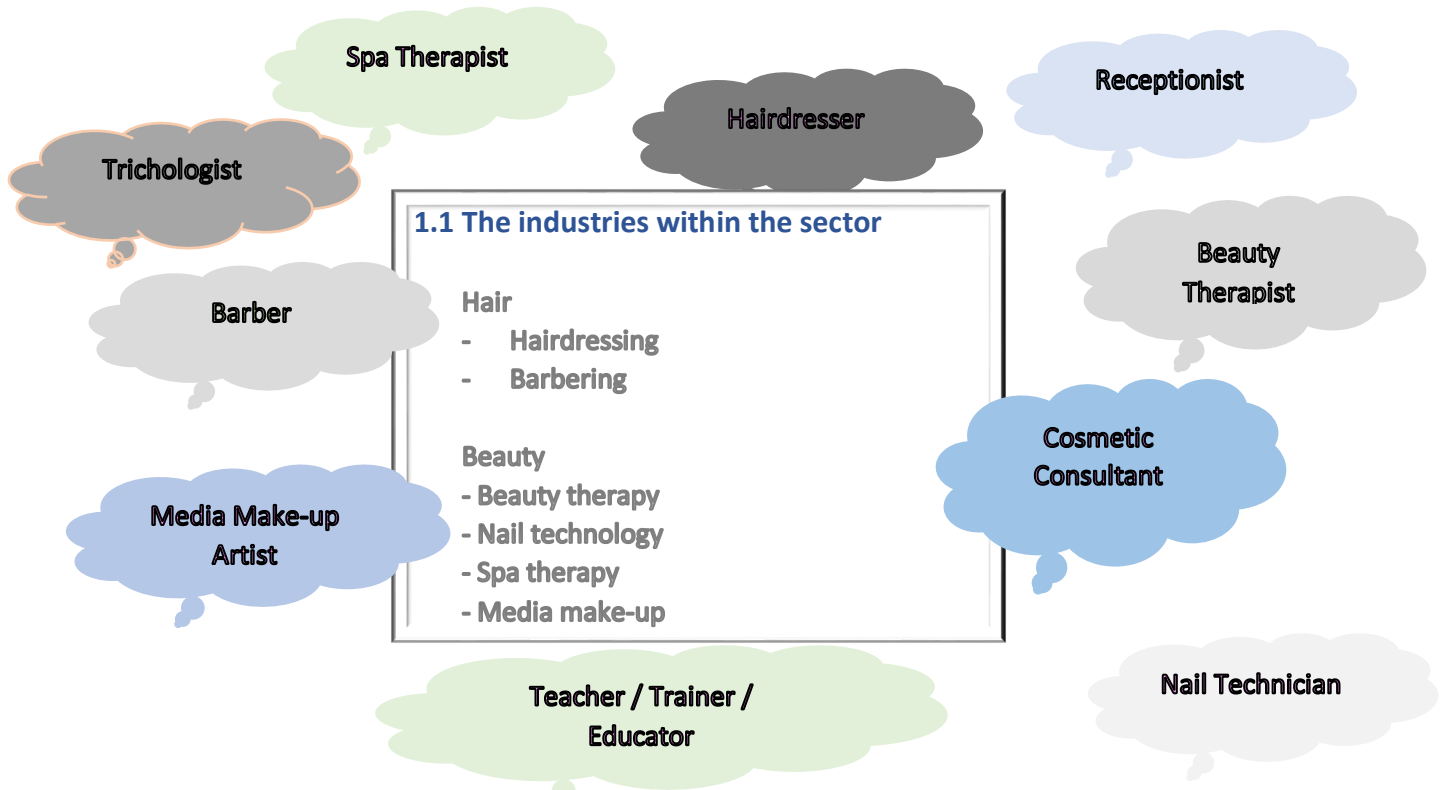 Spa Therapist
Receptionist
Hairdresser
Trichologist
1.1 The industries within the sector
Beauty
Therapist
Hair
Barber
- Hairdressing
- Barbering
Cosmetic
Consultant
Beauty
- Beauty therapy
Media Make-up
Artist
- Nail technology
- Spa therapy
- Media make-up
Teacher / Trainer /
Educator
Nail Technician